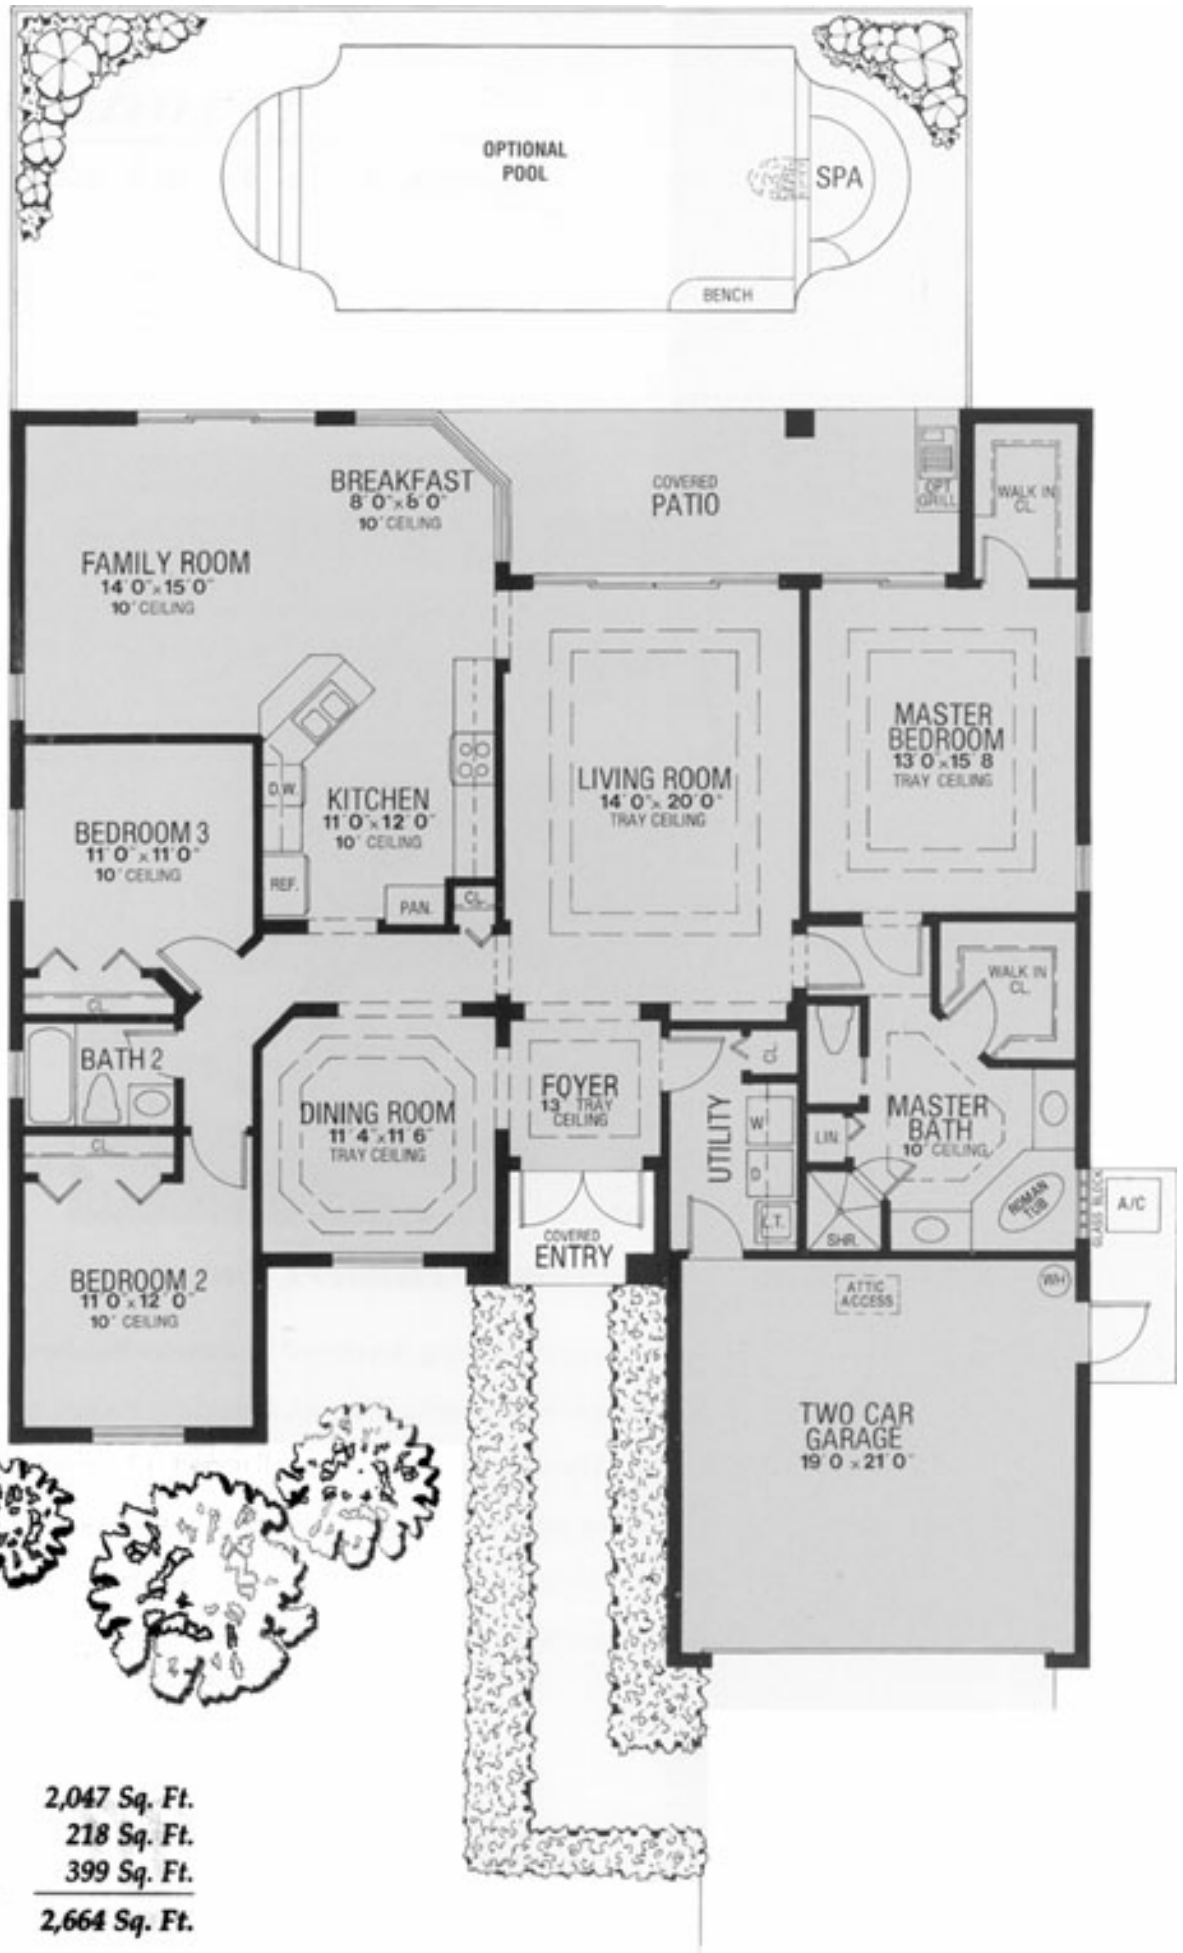 OPTIONAL
POOL
SPA
BENCH
BREAKFAST
8'0"x8'0"
10' CEILING
COVERED
PATIO
OPT
GRILL
WALK IN
CL.
FAMILY ROOM
14'0"x15'0"
10' CEILING
MASTER
BEDROOM
13'0"x15'8
TRAY CEILING
LIVING ROOM
14'0"x20'0"
TRAY CEILING
D.W.
KITCHEN
11'0"x12'0"
10' CEILING
BEDROOM 3
11'0"x11'0"
10' CEILING
REF.
PAN.
CL.
WALK IN
CL.
CL.
BATH 2
CL.
DINING ROOM
11'4"x11'6"
TRAY CEILING
FOYER
13' TRAY
CEILING
UTILITY
CL.
W
D
L.T.
LIN.
SHR.
MASTER
BATH
10' CEILING
ROMAN
TUB
GLASS BLOCK
A/C
COVERED
ENTRY
BEDROOM 2
11'0"x12'0"
10' CEILING
ATTIC
ACCESS
WH
TWO CAR
GARAGE
19'0x21'0"
2,047 Sq. Ft.
218 Sq. Ft.
399 Sq. Ft.
2,664 Sq. Ft.